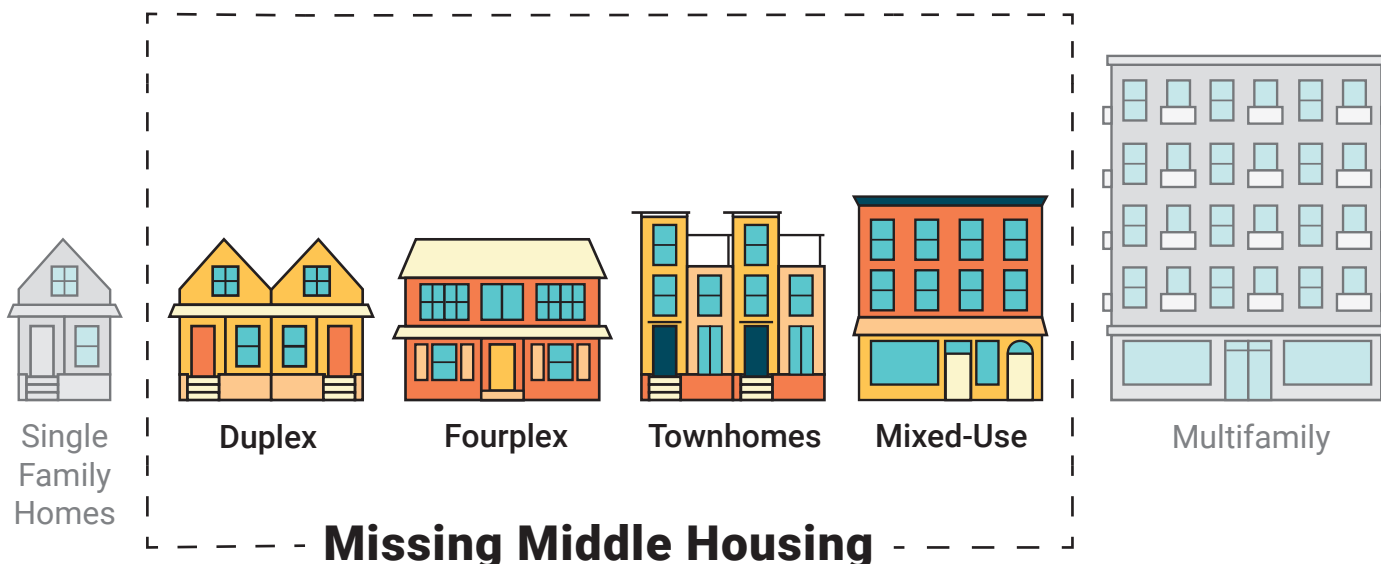 Single
Family
Homes
Duplex
Fourplex
Townhomes
Mixed-Use
Multifamily
Missing Middle Housing